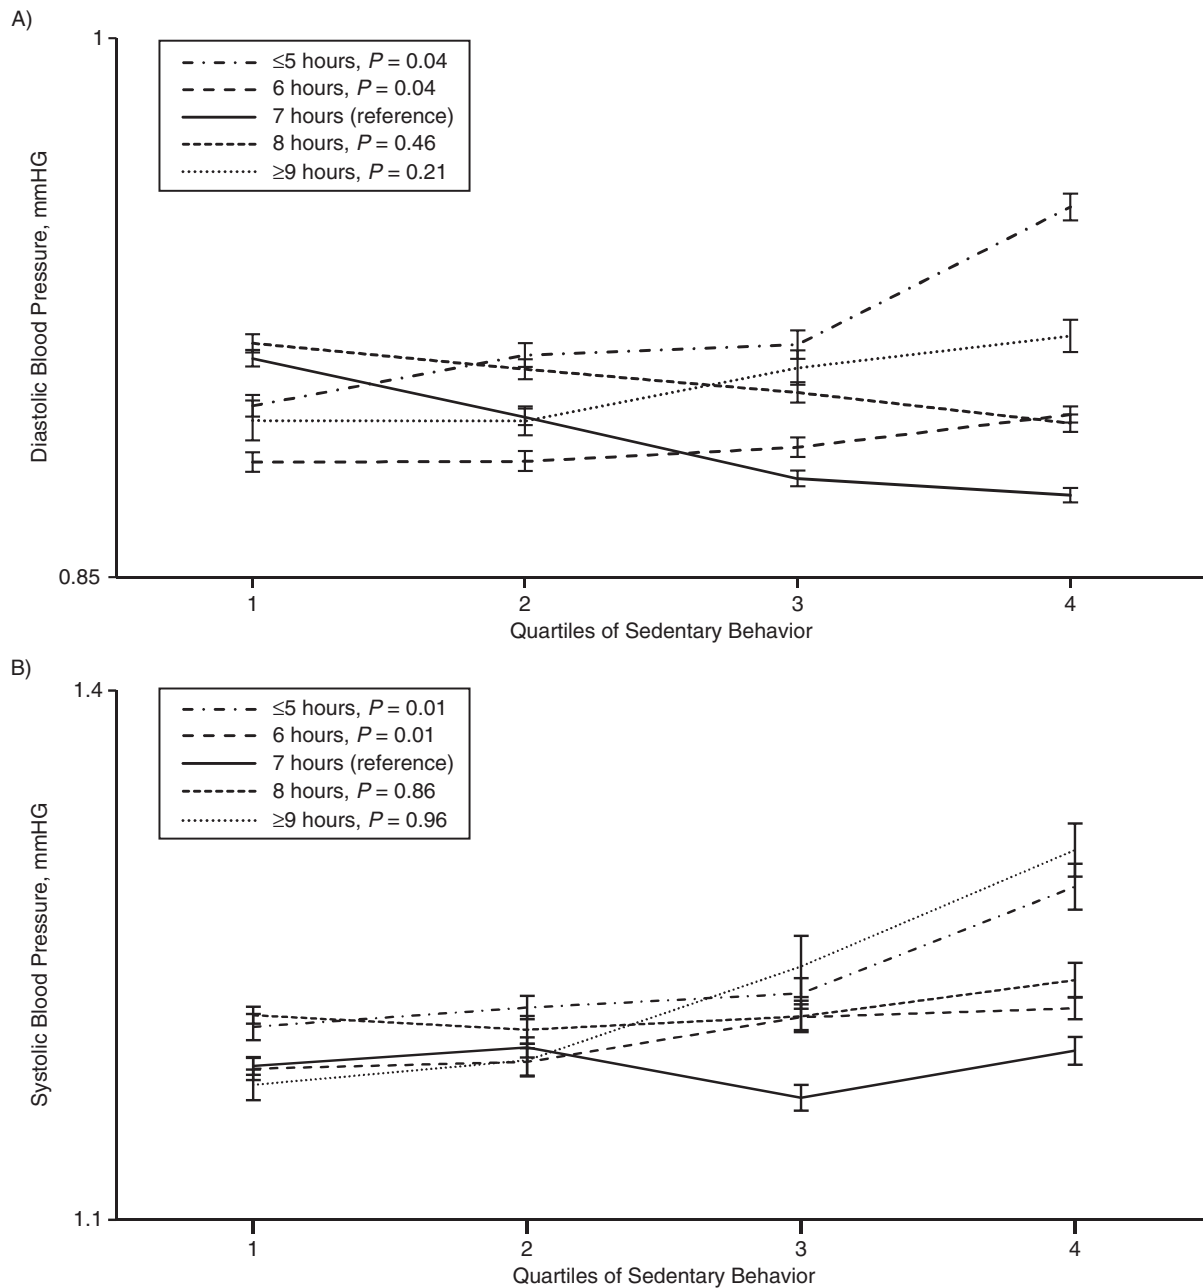 A)
1
≤5 hours, P = 0.04
6 hours, P = 0.04
7 hours (reference)
8 hours, P = 0.46
≥9 hours, P = 0.21
Diastolic Blood Pressure, mmHG
0.85
1 2 3 4
Quartiles of Sedentary Behavior
B)
1.4
≤5 hours, P = 0.01
6 hours, P = 0.01
7 hours (reference)
8 hours, P = 0.86
≥9 hours, P = 0.96
Systolic Blood Pressure, mmHG
1.1
1 2 3 4
Quartiles of Sedentary Behavior